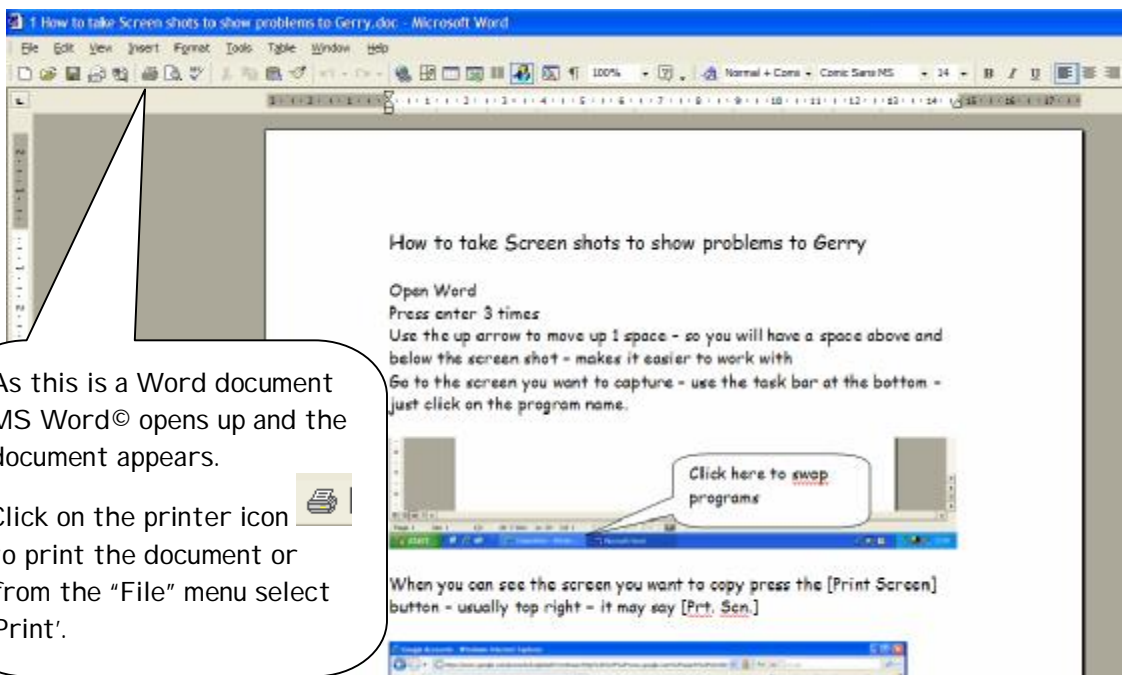 1 How to take Screen shots to show problems to Gerry.doc - Microsoft Word
File Edit View Insert Format Tools Table Window Help
100% Normal + Comi Comic Sans MS 14 B I U
How to take Screen shots to show problems to Gerry
Open Word
Press enter 3 times
Use the up arrow to move up 1 space - so you will have a space above and
below the screen shot - makes it easier to work with
Go to the screen you want to capture - use the task bar at the bottom -
just click on the program name.
Click here to swap
programs
When you can see the screen you want to copy press the [Print Screen]
button - usually top right - it may say [Prt. Scn.]
As this is a Word document
MS Word© opens up and the
document appears.
Click on the printer icon
to print the document or
from the “File” menu select
Print’.